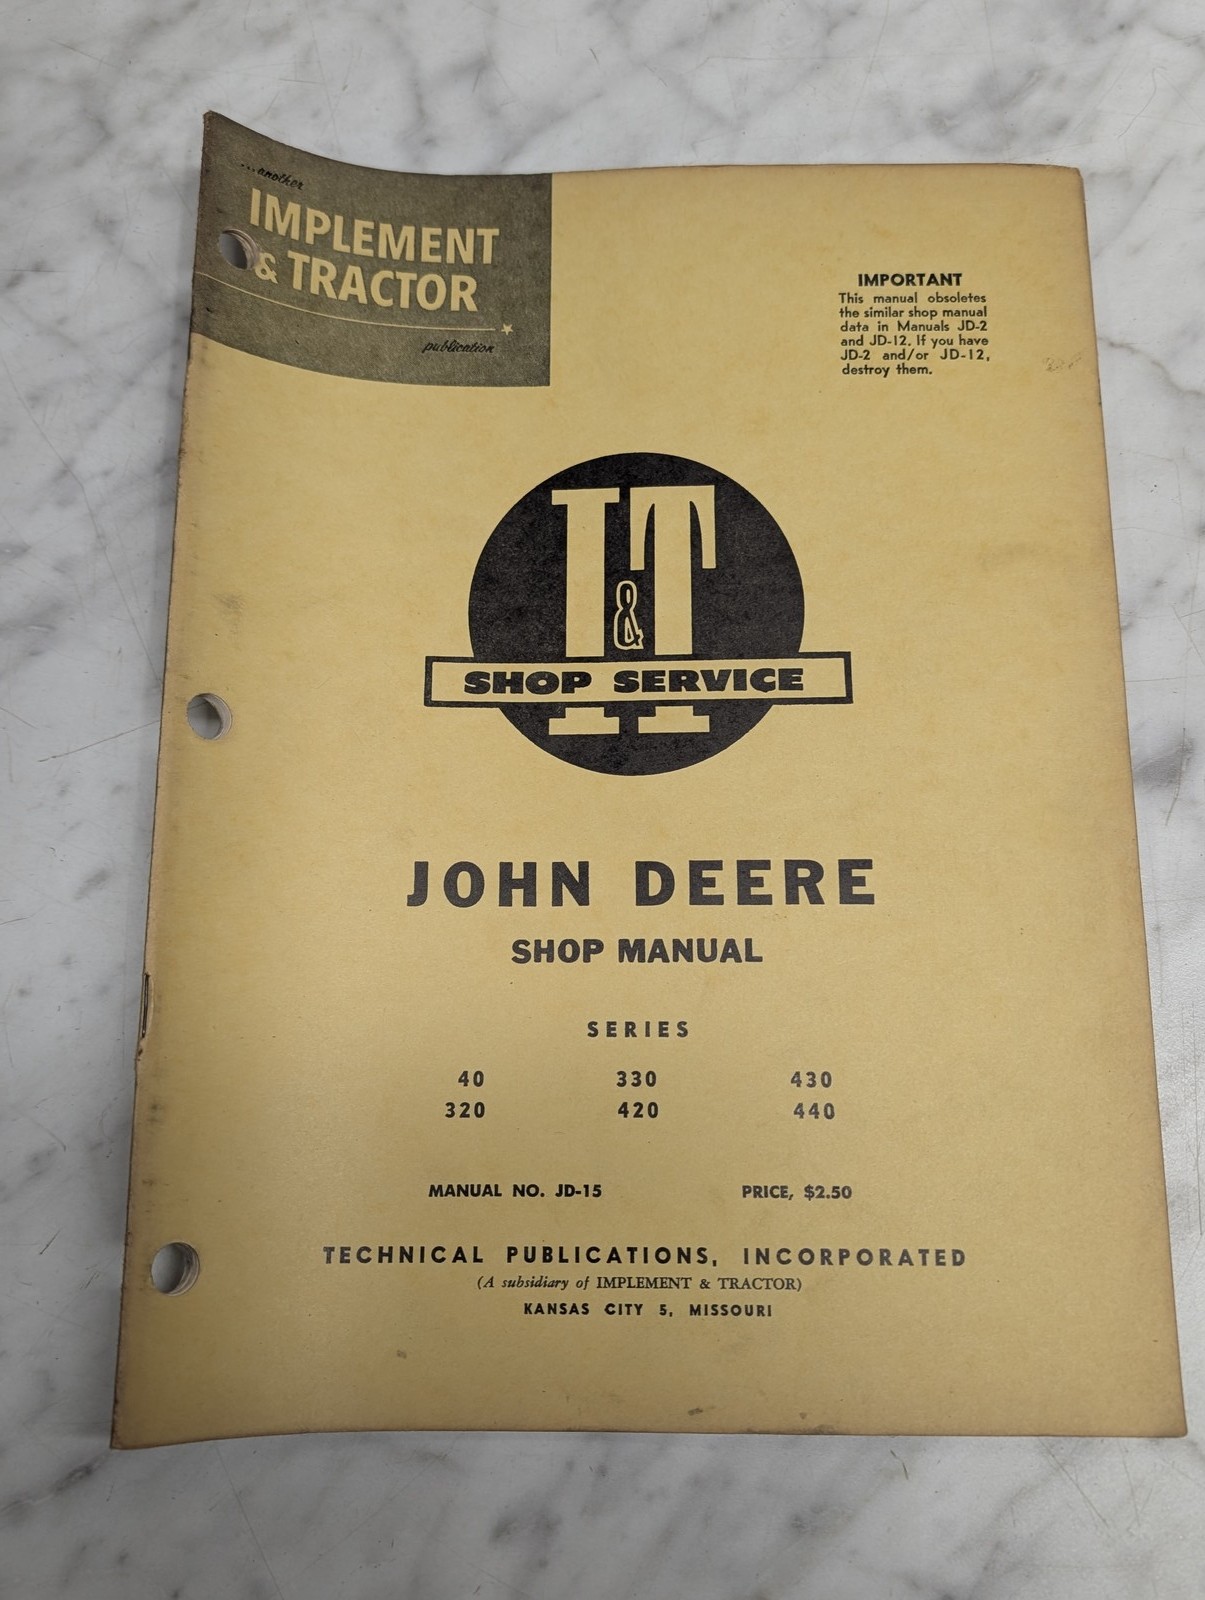 ...another
IMPLEMENT
& TRACTOR
publication
IMPORTANT
This manual obsoletes
the similar shop manual
data in Manuals JD-2
and JD-12. If you have
JD-2 and/or JD-12,
destroy them.
I&T
SHOP SERVICE
JOHN DEERE
SHOP MANUAL
SERIES
40 330 430
320 420 440
MANUAL NO. JD-15 PRICE, $2.50
TECHNICAL PUBLICATIONS, INCORPORATED
(A subsidiary of IMPLEMENT & TRACTOR)
KANSAS CITY 5, MISSOURI